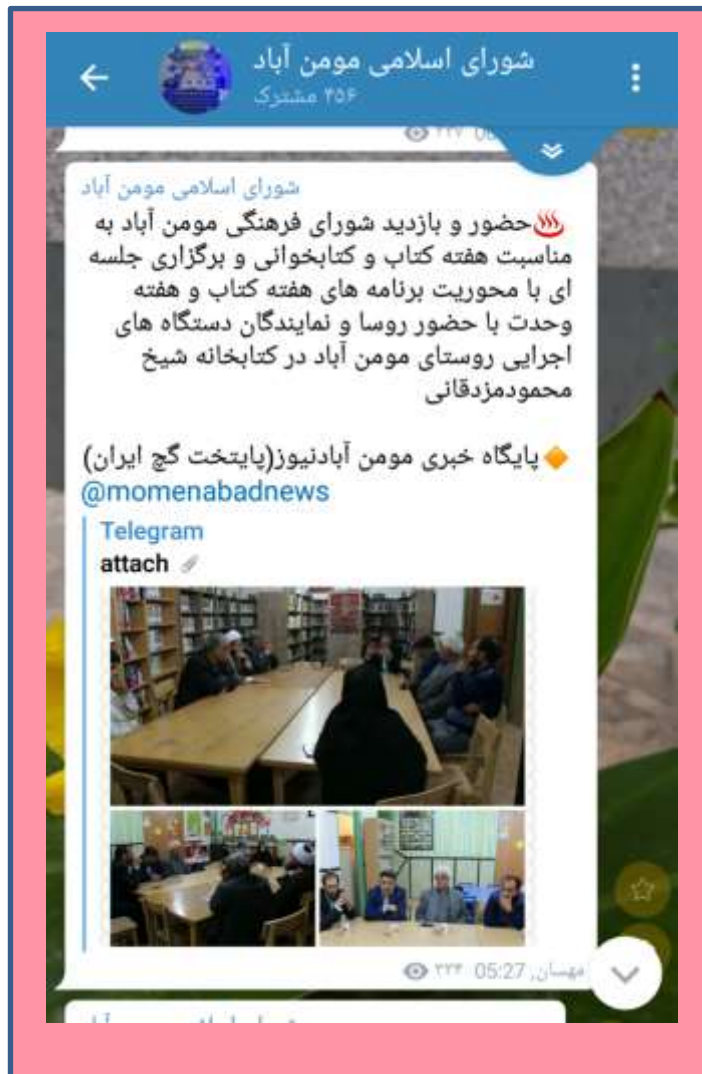 شورای اسلامی مومن آباد
۴۵۶ مشترک
شورای اسلامی مومن آباد
حضور و بازدید شورای فرهنگی مومن آباد به
مناسبت هفته کتاب و کتابخوانی و برگزاری جلسه
ای با محوریت برنامه های هفته کتاب و هفته
وحدت با حضور روسا و نمایندگان دستگاه های
اجرایی روستای مومن آباد در کتابخانه شیخ
محمودمزدقانی
پایگاه خبری مومن آبادنیوز(پایتخت گچ ایران)
@momenabadnews
Telegram
attach
مهسان, 05:27 ۳۳۴